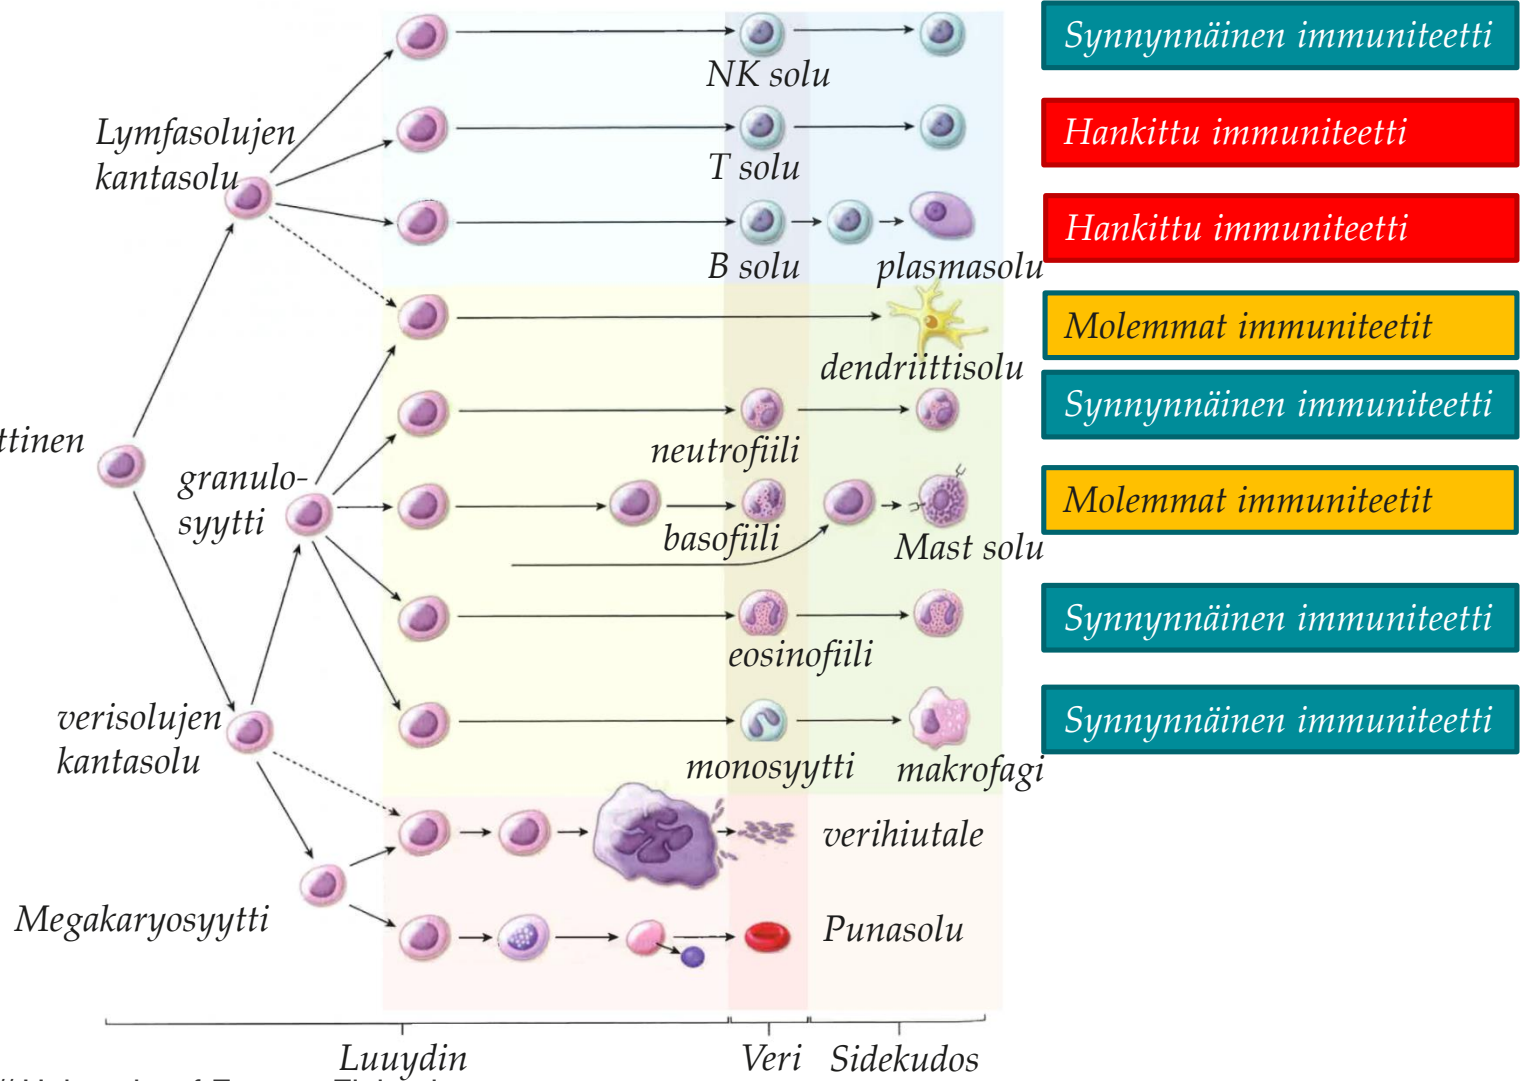 Synnynnäinen immuniteetti
NK solu
Lymfasolujen
kantasolu
Hankittu immuniteetti
T solu
Hankittu immuniteetti
B solu
plasmasolu
Molemmat immuniteetit
dendriittisolu
Synnynnäinen immuniteetti
ttinen
neutrofiili
granulo-
syytti
Molemmat immuniteetit
basofiili
Mast solu
Synnynnäinen immuniteetti
eosinofiili
verisolujen
kantasolu
Synnynnäinen immuniteetti
monosyytti
makrofagi
verihiutale
Megakaryosyytti
Punasolu
Luuydin
Veri
Sidekudos